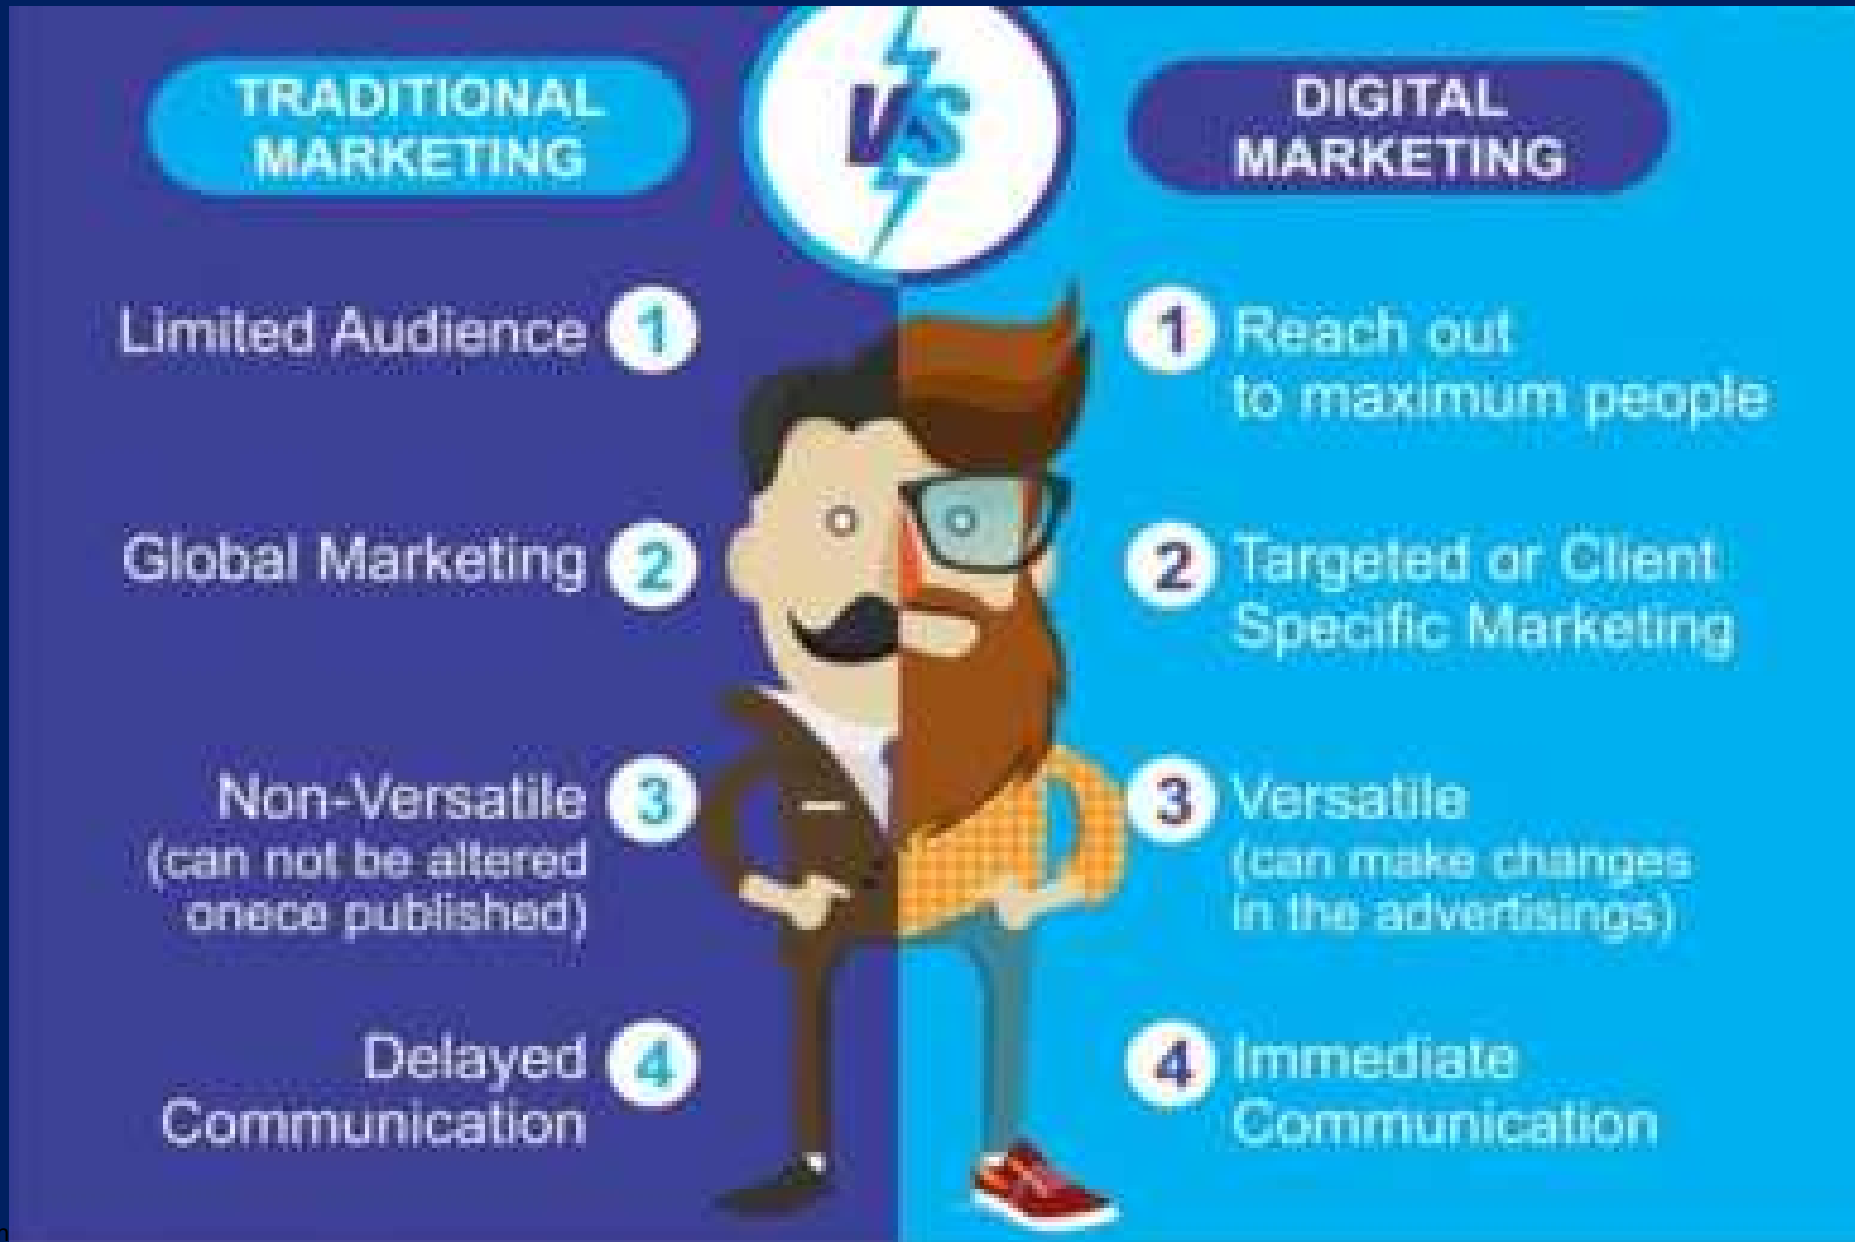 TRADITIONAL
MARKETING
VS
DIGITAL
MARKETING
Limited Audience 1
Global Marketing 2
Non-Versatile 3
(can not be altered
onece published)
Delayed 4
Communication
1 Reach out
to maximum people
2 Targeted or Client
Specific Marketing
3 Versatile
(can make changes
in the advertisings)
4 Immediate
Communication